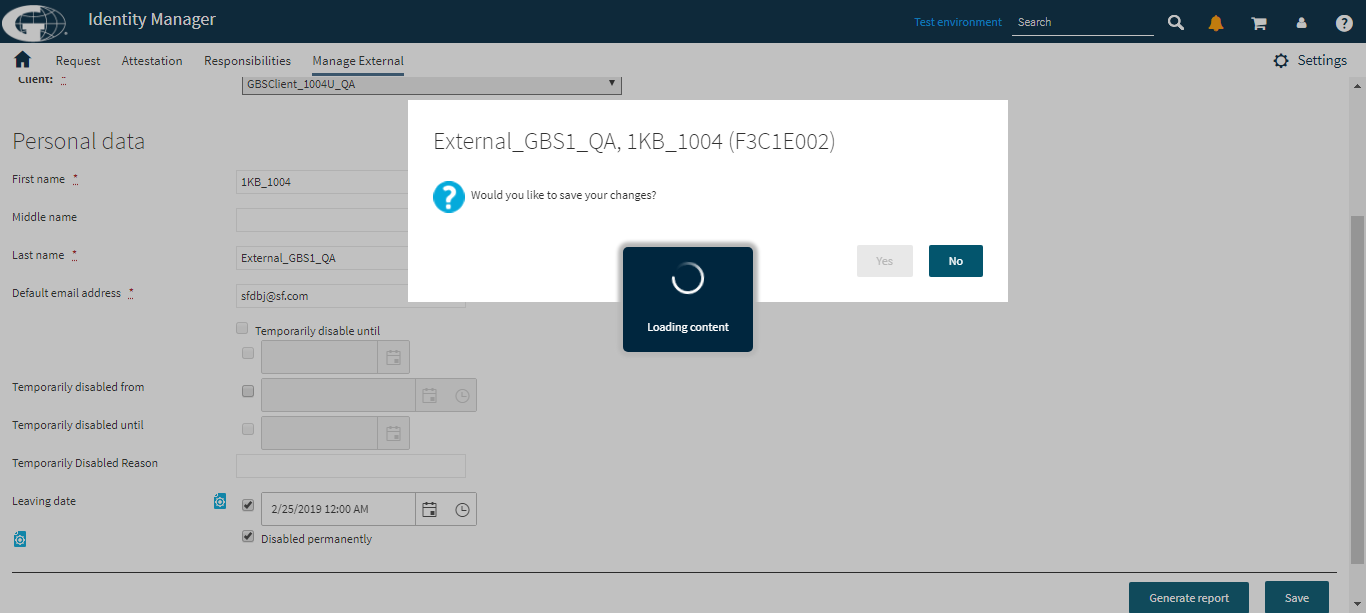 Identity Manager
Test environment
Search
Request
Attestation
Responsibilities
Manage External
Settings
Client: *
GBSClient_1004U_QA
External_GBS1_QA, 1KB_1004 (F3C1E002)
Would you like to save your changes?
Yes
No
Loading content
Personal data
First name *
1KB_1004
Middle name
Last name *
External_GBS1_QA
Default email address *
sfdbj@sf.com
Temporarily disable until
Temporarily disabled from
Temporarily disabled until
Temporarily Disabled Reason
Leaving date
2/25/2019 12:00 AM
Disabled permanently
Generate report
Save